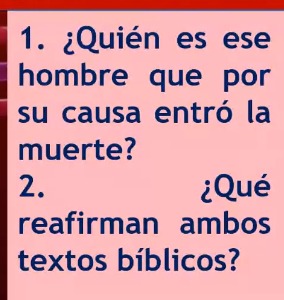 1. ¿Quién es ese
hombre que por
su causa entró la
muerte?
2. ¿Qué
reafirman ambos
textos bíblicos?